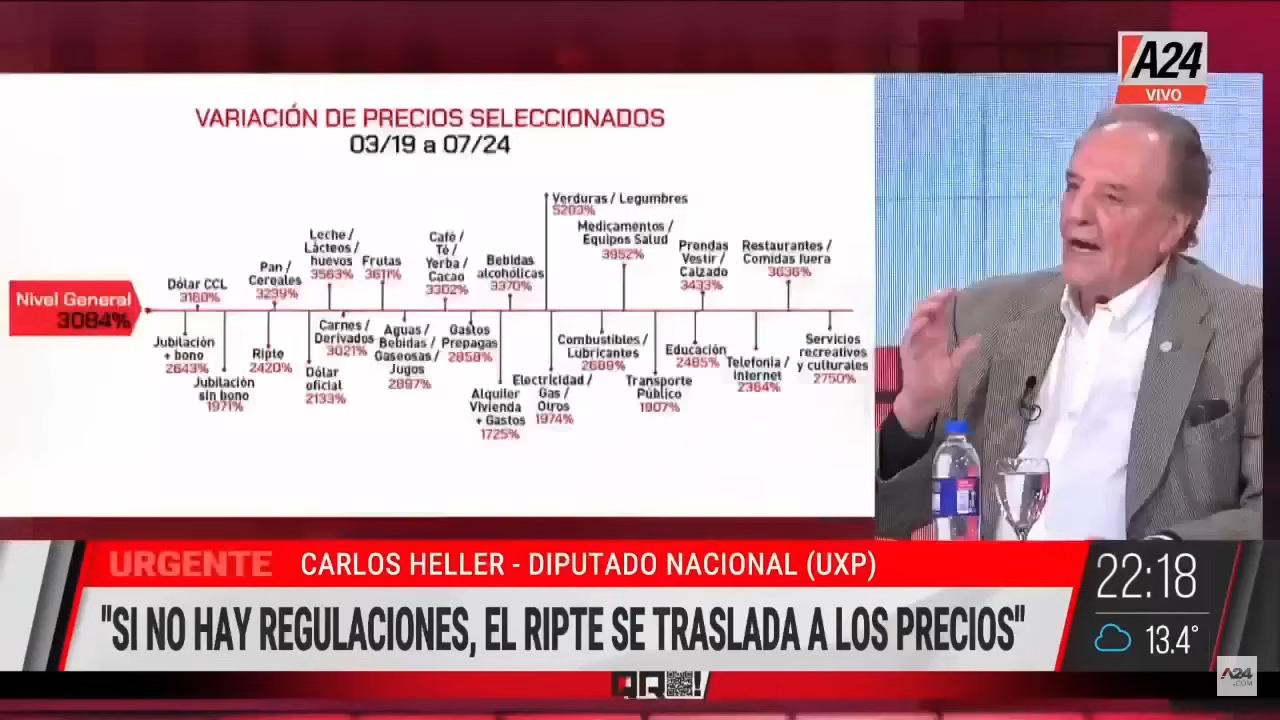 A24
VIVO
VARIACIÓN DE PRECIOS SELECCIONADOS
03/19 a 07/24
Nivel General
3084%
Dólar CCL
3180%
Pan /
Cereales
3239%
Leche /
Lácteos /
huevos
3563%
Frutas
3611%
Café /
Té /
Yerba /
Cacao
3302%
Bebidas
alcohólicas
3370%
Verduras / Legumbres
5203%
Medicamentos /
Equipos Salud
3952%
Prendas
Vestir /
Calzado
3433%
Restaurantes /
Comidas fuera
3636%
Jubilación
+ bono
2643%
Jubilación
sin bono
1971%
Ripte
2420%
Dólar
oficial
2133%
Carnes /
Derivados
3021%
Aguas /
Bebidas /
Gaseosas /
Jugos
2897%
Gastos
Prepagas
2858%
Alquiler
Vivienda
+ Gastos
1725%
Electricidad /
Gas /
Otros
1974%
Combustibles /
Lubricantes
2689%
Transporte
Público
1907%
Educación
2485%
Telefonía /
Internet
2364%
Servicios
recreativos
y culturales
2750%
URGENTE
CARLOS HELLER - DIPUTADO NACIONAL (UXP)
"SI NO HAY REGULACIONES, EL RIPTE SE TRASLADA A LOS PRECIOS"
22:18
13.4°
A24
.COM